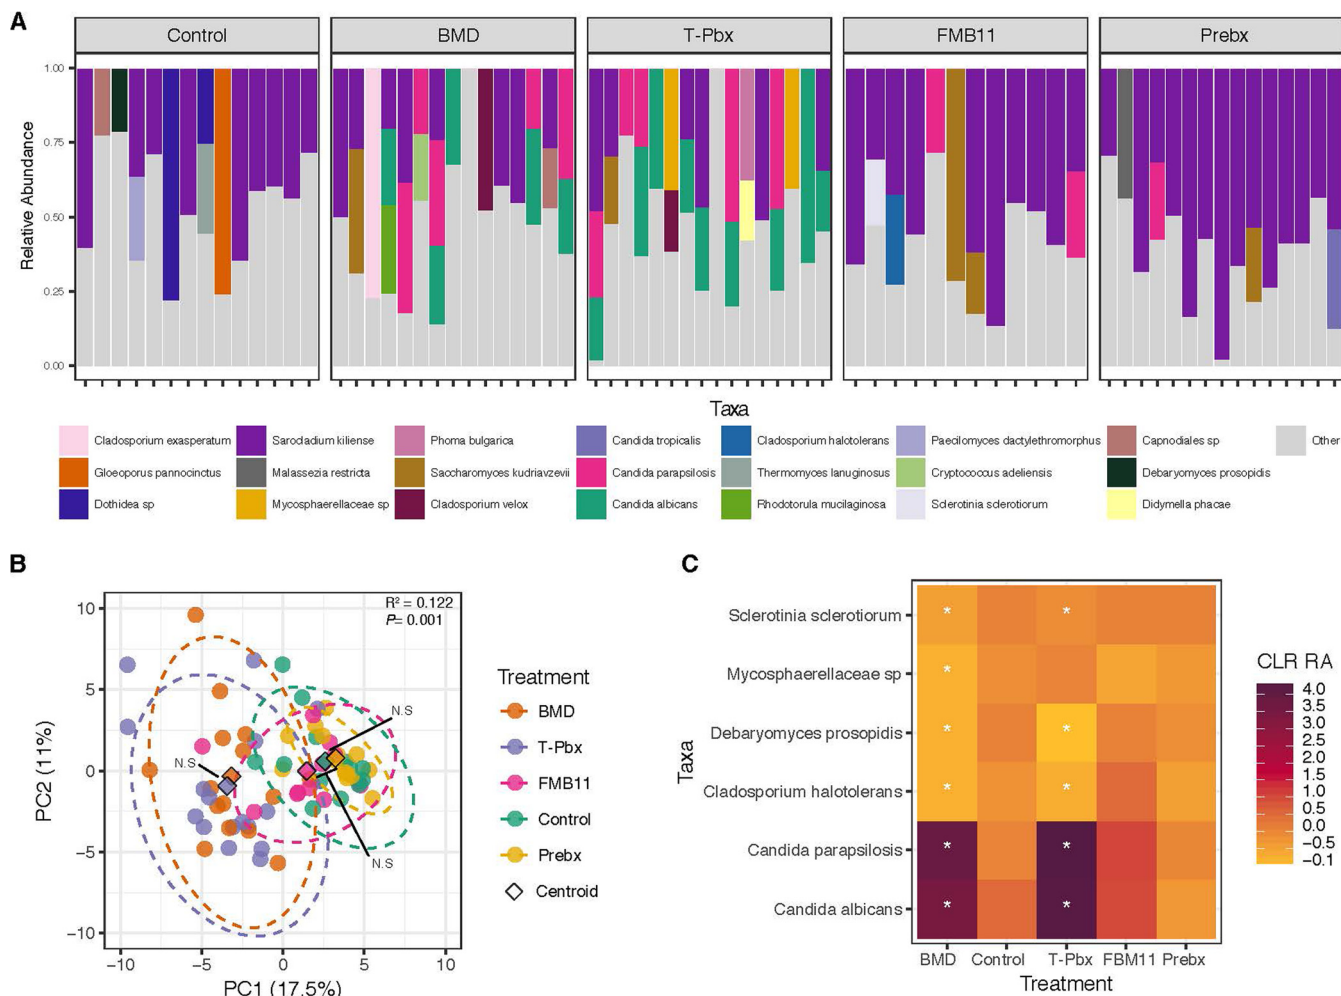 A
Control BMD T-Pbx FMB11 Prebx
1.00
0.75
0.50
0.25
0.00
Relative Abundance
Taxa
Cladosporium exasperatum Sarodadium kiliense Phoma bulgarica Candida tropicalis Cladosporium halotolerans Paecilomyces dactylethromorphus Capnodiales sp Other
Gloeoporus pannocinctus Malassezia restricta Saccharomyces kudriavzevii Candida parapsilosis Thermomyces lanuginosus Cryptococcus adeliensis Debaryomyces prosopidis
Dothidea sp Mycosphaerellaceae sp Cladosporium velox Candida albicans Rhodotorula mucilaginosa Sclerotinia sclerotiorum Didymella phacae
B
R² = 0.122
P= 0.001
10
5
0
−5
−10
PC2 (11%)
N.S
N.S
N.S
−10 −5 0 5 10
PC1 (17.5%)
Treatment
BMD
T-Pbx
FMB11
Control
Prebx
Centroid
C
Sclerotinia sclerotiorum * *
Mycosphaerellaceae sp *
Debaryomyces prosopidis * *
Cladosporium halotolerans * *
Candida parapsilosis * *
Candida albicans * *
Taxa
BMD Control T-Pbx FBM11 Prebx
Treatment
CLR RA
4.0
3.5
3.0
2.5
2.0
1.5
1.0
0.5
0.0
−0.5
−0.1